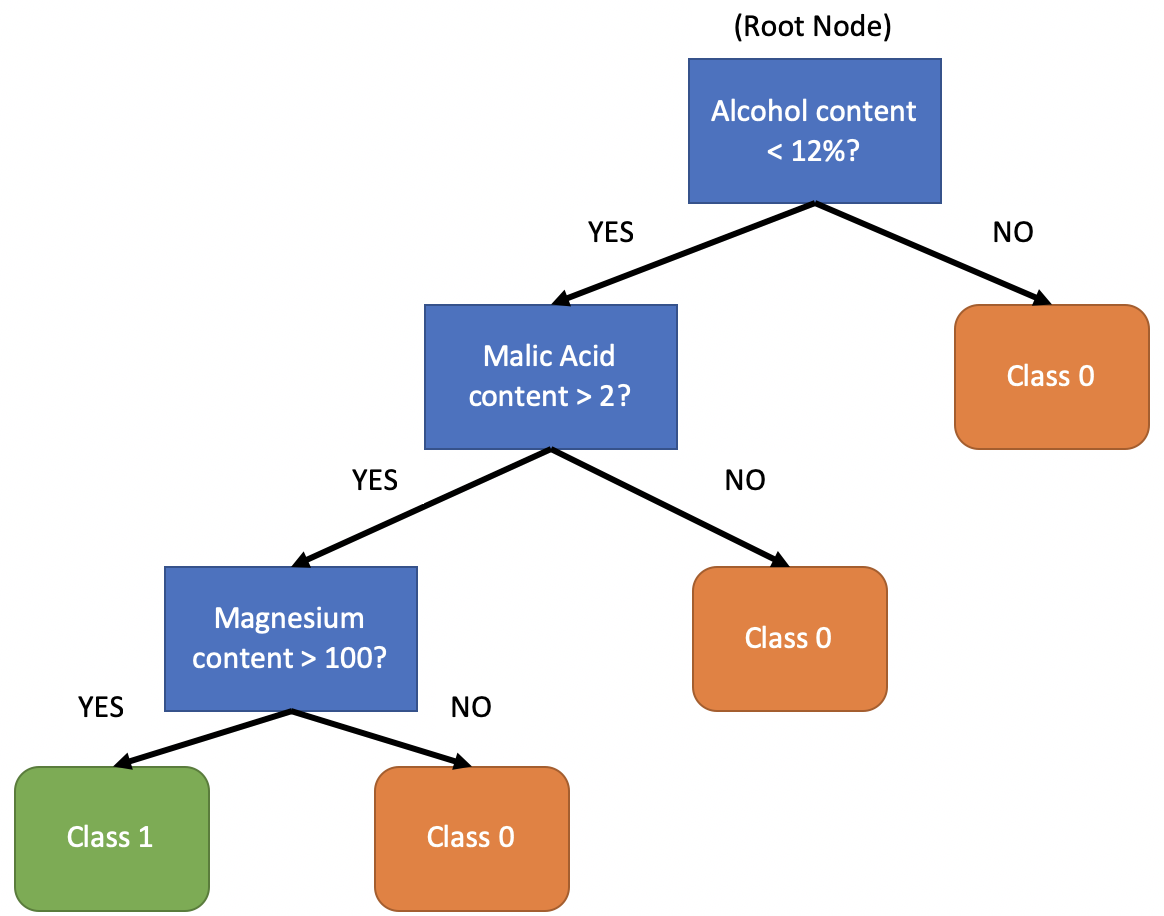 (Root Node)
Alcohol content
< 12%?
YES
NO
Malic Acid
content > 2?
Class 0
YES
NO
Magnesium
content > 100?
Class 0
YES
NO
Class 1
Class 0